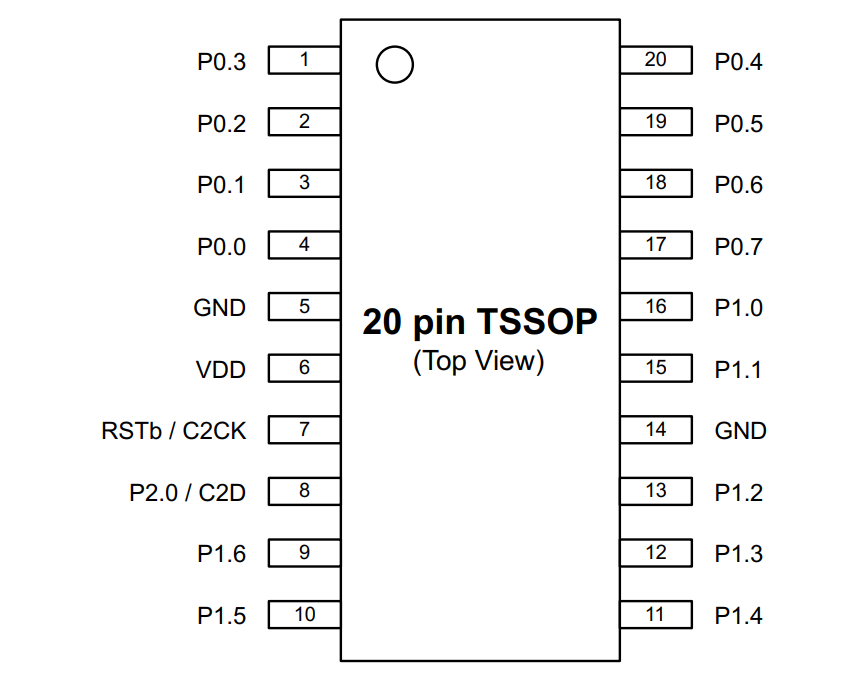 P0.3 1 20 P0.4
P0.2 2 19 P0.5
P0.1 3 18 P0.6
P0.0 4 17 P0.7
GND 5 16 P1.0
20 pin TSSOP
(Top View)
VDD 6 15 P1.1
RSTb / C2CK 7 14 GND
P2.0 / C2D 8 13 P1.2
P1.6 9 12 P1.3
P1.5 10 11 P1.4